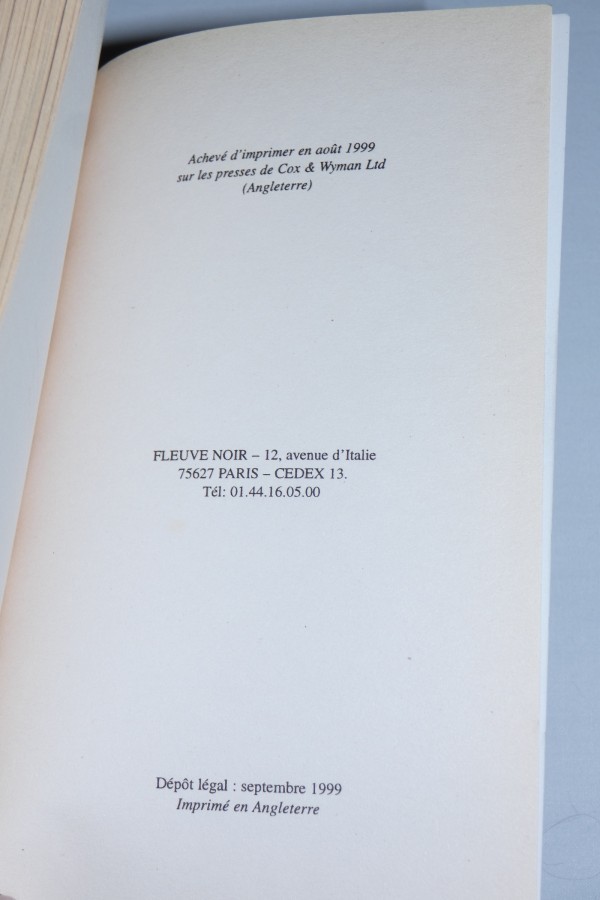 Achevé d'imprimer en août 1999
sur les presses de Cox & Wyman Ltd
(Angleterre)
FLEUVE NOIR – 12, avenue d'Italie
75627 PARIS – CEDEX 13.
Tél: 01.44.16.05.00
Dépôt légal : septembre 1999
Imprimé en Angleterre